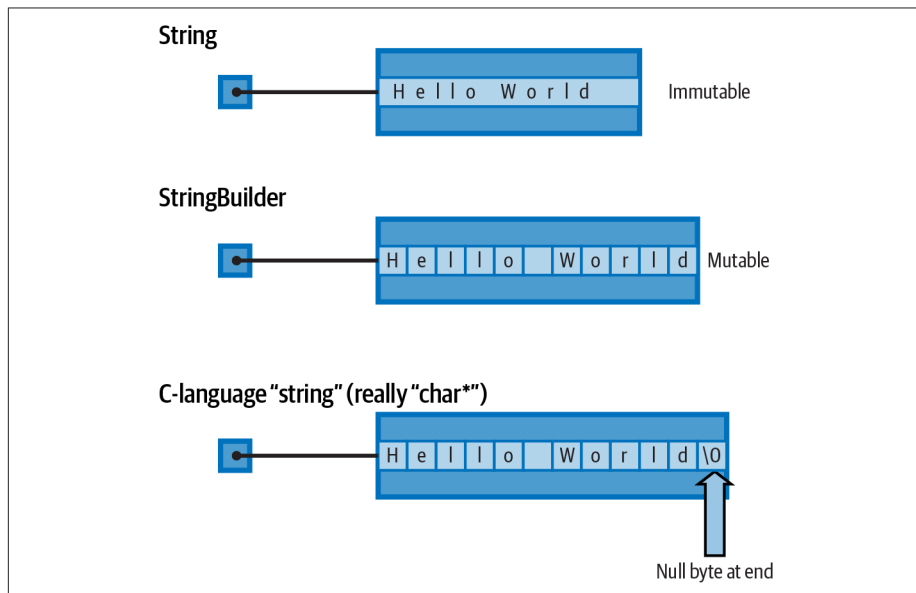 String
Hello World Immutable
StringBuilder
Hello World Mutable
C-language “string” (really “char*”)
Hello World\0
Null byte at end